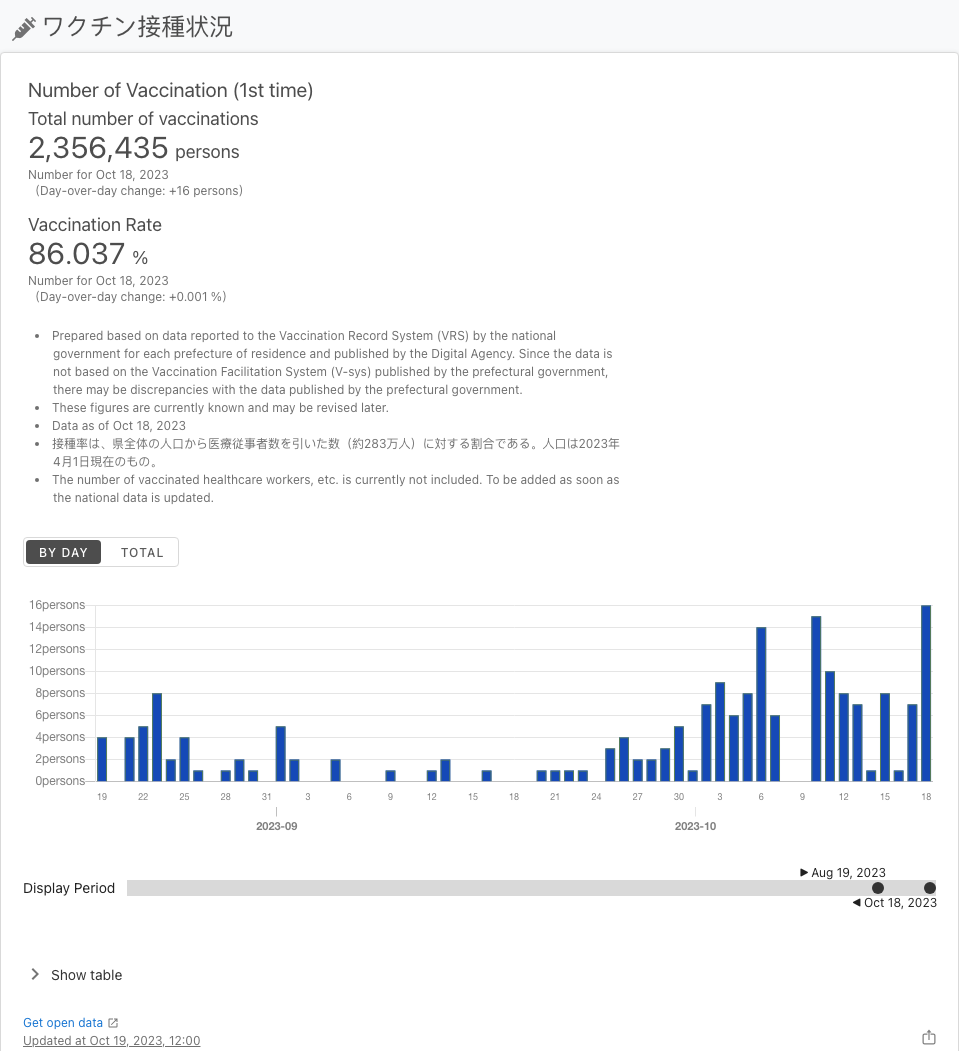 ワクチン接種状況
Number of Vaccination (1st time)
Total number of vaccinations
2,356,435 persons
Number for Oct 18, 2023
(Day-over-day change: +16 persons)
Vaccination Rate
86.037 %
Number for Oct 18, 2023
(Day-over-day change: +0.001 %)
• Prepared based on data reported to the Vaccination Record System (VRS) by the national
government for each prefecture of residence and published by the Digital Agency. Since the data is
not based on the Vaccination Facilitation System (V-sys) published by the prefectural government,
there may be discrepancies with the data published by the prefectural government.
• These figures are currently known and may be revised later.
• Data as of Oct 18, 2023
• 接種率は、県全体の人口から医療従事者数を引いた数（約283万人）に対する割合である。人口は2023年
4月1日現在のもの。
• The number of vaccinated healthcare workers, etc. is currently not included. To be added as soon as
the national data is updated.
BY DAY TOTAL
16persons
14persons
12persons
10persons
8persons
6persons
4persons
2persons
0persons
19 22 25 28 31 3 6 9 12 15 18 21 24 27 30 3 6 9 12 15 18
2023-09 2023-10
Aug 19, 2023
Display Period
Oct 18, 2023
Show table
Get open data
Updated at Oct 19, 2023, 12:00